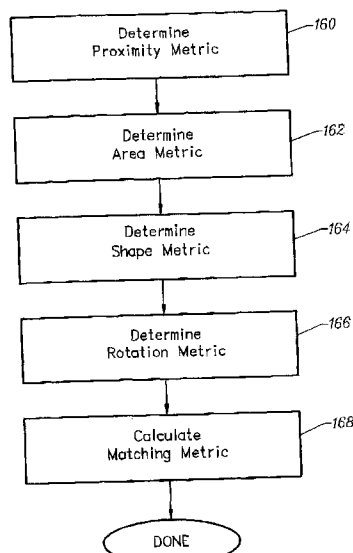 Determine
Proximity Metric
160
Determine
Area Metric
162
Determine
Shape Metric
164
Determine
Rotation Metric
166
Calculate
Matching Metric
168
DONE